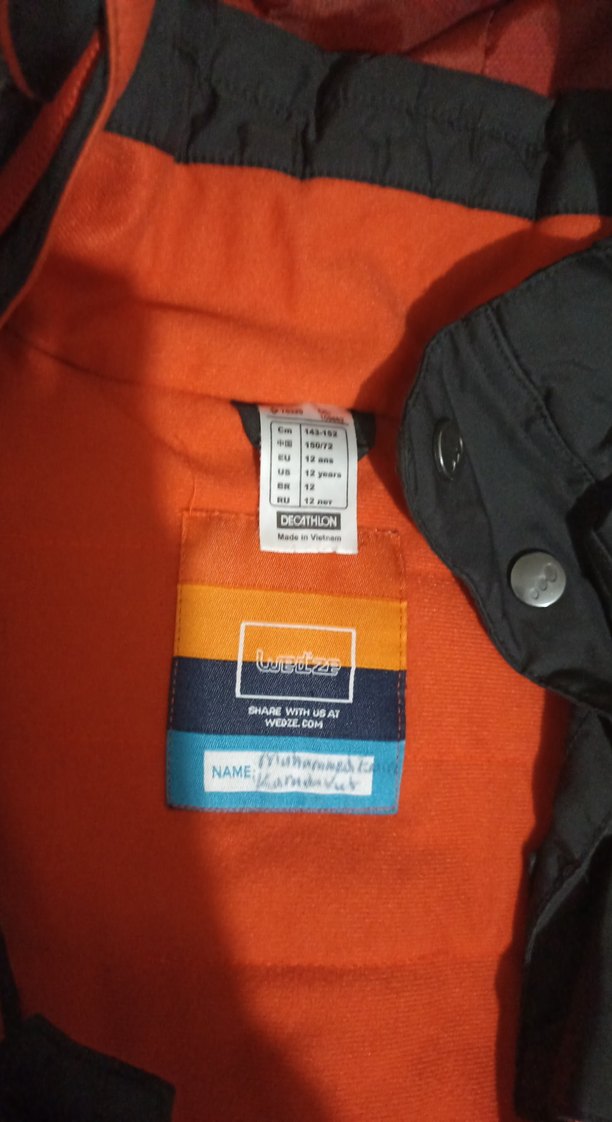 Cm 143-152
中国 150/72
EU 12 ans
US 12 years
BR 12
RU 12 лет
DECATHLON
Made in Vietnam
wedze
SHARE WITH US AT
WEDZE.COM
NAME: